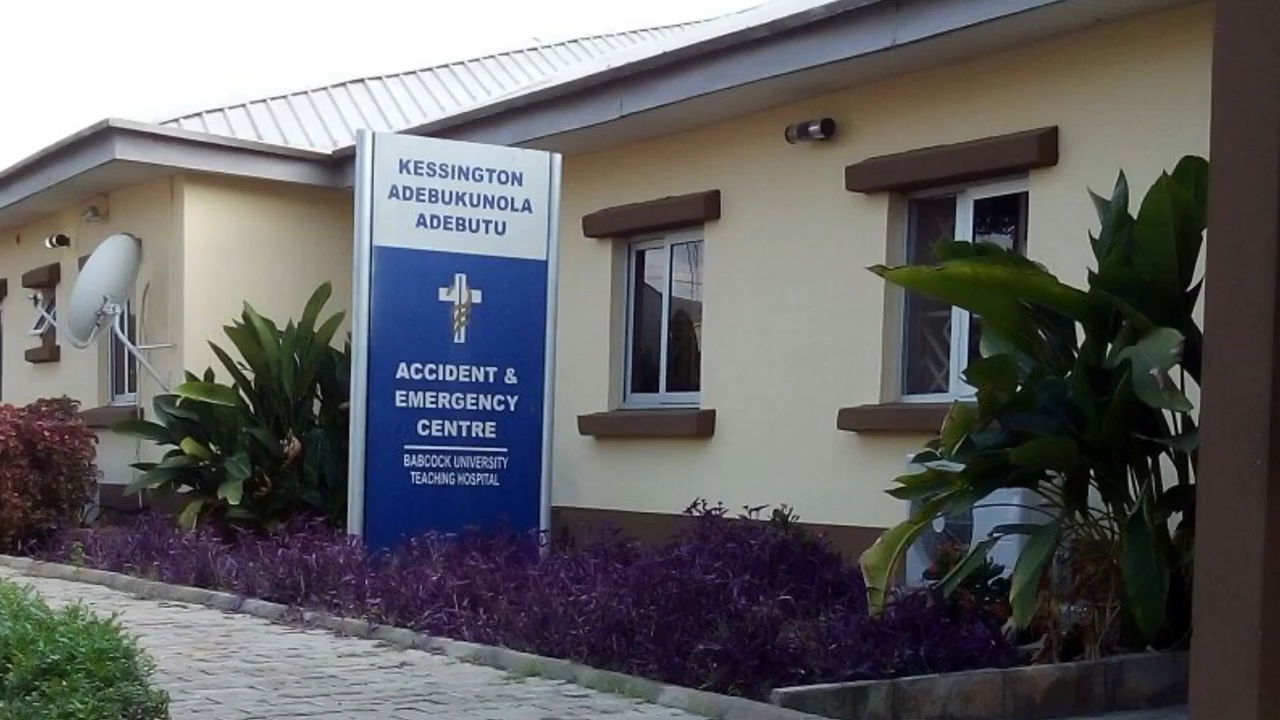 KESSINGTON
ADEBUKUNOLA
ADEBUTU
ACCIDENT &
EMERGENCY
CENTRE
BABCOCK UNIVERSITY
TEACHING HOSPITAL